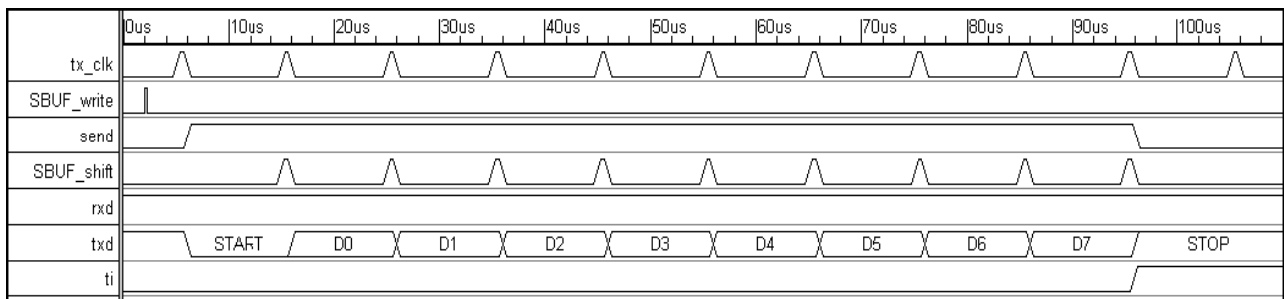 0us 10us 20us 30us 40us 50us 60us 70us 80us 90us 100us
tx_clk
SBUF_write
send
SBUF_shift
rxd
txd START D0 D1 D2 D3 D4 D5 D6 D7 STOP
ti